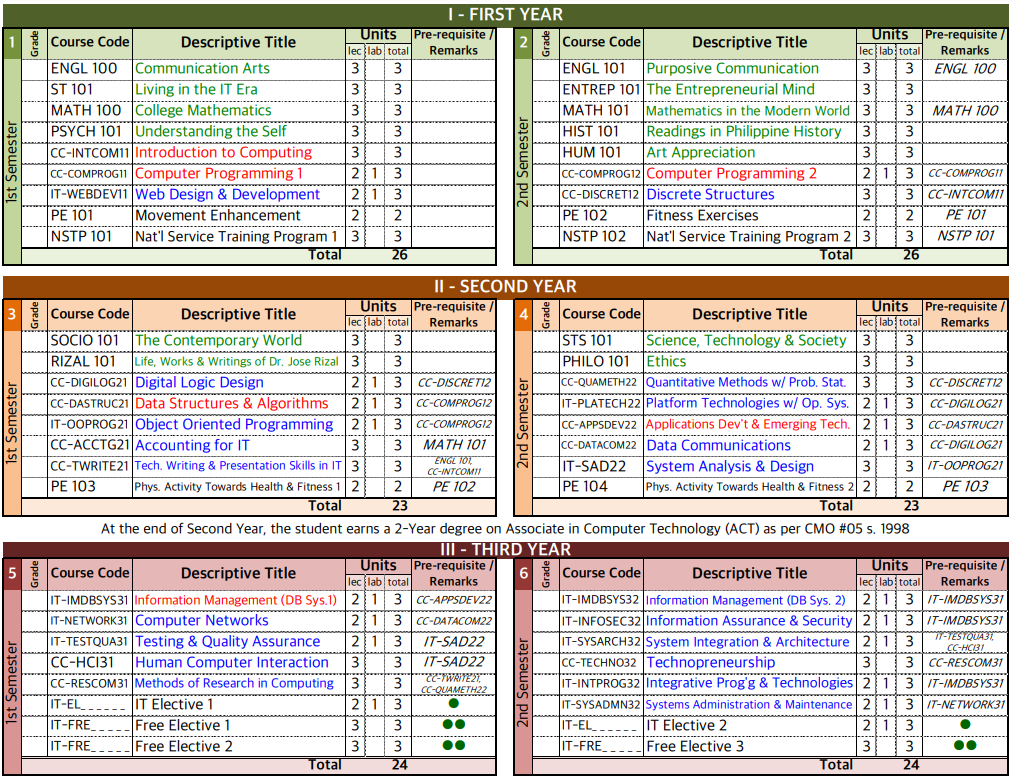 I - FIRST YEAR
1 Grade Course Code Descriptive Title Units lec lab total Pre-requisite / Remarks
1st Semester
ENGL 100 Communication Arts 3 3
ST 101 Living in the IT Era 3 3
MATH 100 College Mathematics 3 3
PSYCH 101 Understanding the Self 3 3
CC-INTCOM11 Introduction to Computing 3 3
CC-COMPROG11 Computer Programming 1 2 1 3
IT-WEBDEV11 Web Design & Development 2 1 3
PE 101 Movement Enhancement 2 2
NSTP 101 Nat'l Service Training Program 1 3 3
Total 26
2 Grade Course Code Descriptive Title Units lec lab total Pre-requisite / Remarks
2nd Semester
ENGL 101 Purposive Communication 3 3 ENGL 100
ENTREP 101 The Entrepreneurial Mind 3 3
MATH 101 Mathematics in the Modern World 3 3 MATH 100
HIST 101 Readings in Philippine History 3 3
HUM 101 Art Appreciation 3 3
CC-COMPROG12 Computer Programming 2 2 1 3 CC-COMPROG11
CC-DISCRET12 Discrete Structures 3 3 CC-INTCOM11
PE 102 Fitness Exercises 2 2 PE 101
NSTP 102 Nat'l Service Training Program 2 3 3 NSTP 101
Total 26
II - SECOND YEAR
3 Grade Course Code Descriptive Title Units lec lab total Pre-requisite / Remarks
1st Semester
SOCIO 101 The Contemporary World 3 3
RIZAL 101 Life, Works & Writings of Dr. Jose Rizal 3 3
CC-DIGILOG21 Digital Logic Design 2 1 3 CC-DISCRET12
CC-DASTRUC21 Data Structures & Algorithms 2 1 3 CC-COMPROG12
IT-OOPROG21 Object Oriented Programming 2 1 3 CC-COMPROG12
CC-ACCTG21 Accounting for IT 3 3 MATH 101
CC-TWRITE21 Tech. Writing & Presentation Skills in IT 3 3 ENGL 101, CC-INTCOM11
PE 103 Phys. Activity Towards Health & Fitness 1 2 2 PE 102
Total 23
4 Grade Course Code Descriptive Title Units lec lab total Pre-requisite / Remarks
2nd Semester
STS 101 Science, Technology & Society 3 3
PHILO 101 Ethics 3 3
CC-QUAMETH22 Quantitative Methods w/ Prob. Stat. 3 3 CC-DISCRET12
IT-PLATECH22 Platform Technologies w/ Op. Sys. 2 1 3 CC-DIGILOG21
CC-APPSDEV22 Applications Dev't & Emerging Tech. 2 1 3 CC-DASTRUC21
CC-DATACOM22 Data Communications 2 1 3 CC-DIGILOG21
IT-SAD22 System Analysis & Design 3 3 IT-OOPROG21
PE 104 Phys. Activity Towards Health & Fitness 2 2 2 PE 103
Total 23
At the end of Second Year, the student earns a 2-Year degree on Associate in Computer Technology (ACT) as per CMO #05 s. 1998
III - THIRD YEAR
5 Grade Course Code Descriptive Title Units lec lab total Pre-requisite / Remarks
1st Semester
IT-IMDBSYS31 Information Management (DB Sys.1) 2 1 3 CC-APPSDEV22
IT-NETWORK31 Computer Networks 2 1 3 CC-DATACOM22
IT-TESTQUA31 Testing & Quality Assurance 2 1 3 IT-SAD22
CC-HCI31 Human Computer Interaction 3 3 IT-SAD22
CC-RESCOM31 Methods of Research in Computing 3 3 CC-TWRITE21, CC-QUAMETH22
IT-EL_ _ _ _ _ _ IT Elective 1 2 1 3
IT-FRE_ _ _ _ _ Free Elective 1 3 3
IT-FRE_ _ _ _ _ Free Elective 2 3 3
Total 24
6 Grade Course Code Descriptive Title Units lec lab total Pre-requisite / Remarks
2nd Semester
IT-IMDBSYS32 Information Management (DB Sys. 2) 2 1 3 IT-IMDBSYS31
IT-INFOSEC32 Information Assurance & Security 2 1 3 IT-IMDBSYS31
IT-SYSARCH32 System Integration & Architecture 2 1 3 IT-TESTQUA31, CC-HCI31
CC-TECHNO32 Technopreneurship 3 3 CC-RESCOM31
IT-INTPROG32 Integrative Prog'g & Technologies 2 1 3 IT-IMDBSYS31
IT-SYSADMN32 Systems Administration & Maintenance 2 1 3 IT-NETWORK31
IT-EL_ _ _ _ _ _ IT Elective 2 2 1 3
IT-FRE_ _ _ _ _ Free Elective 3 3 3
Total 24